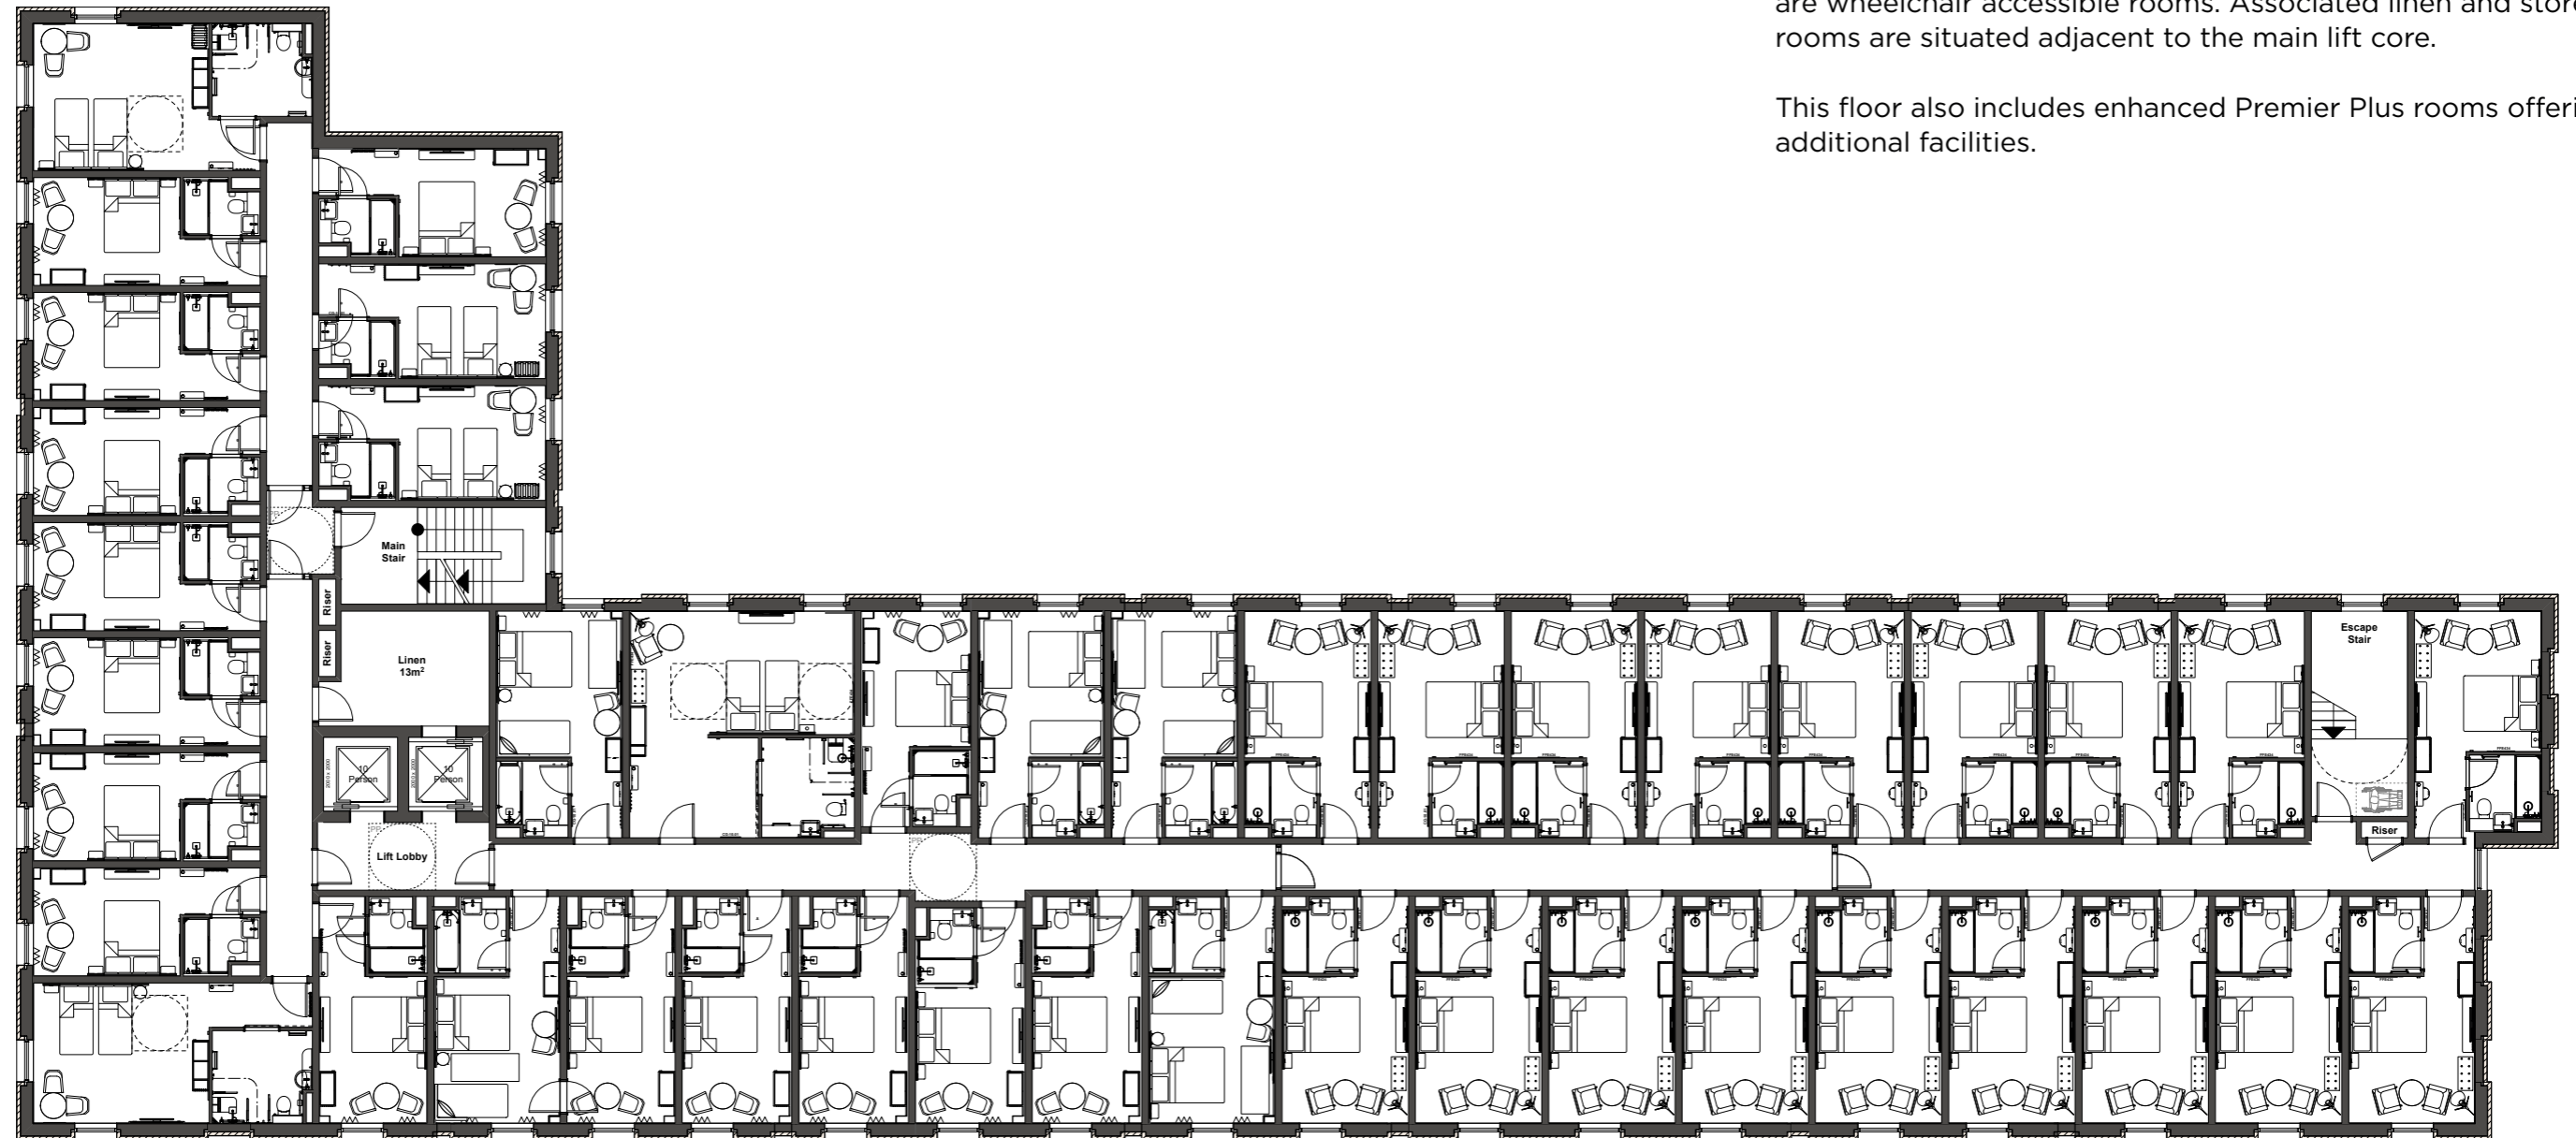 are wheelchair accessible rooms. Associated linen and store
rooms are situated adjacent to the main lift core.
This floor also includes enhanced Premier Plus rooms offeri
additional facilities.
Main
Stair
Riser
Riser
Linen
13m²
10
Person
10
Person
Lift Lobby
Escape
Stair
Riser